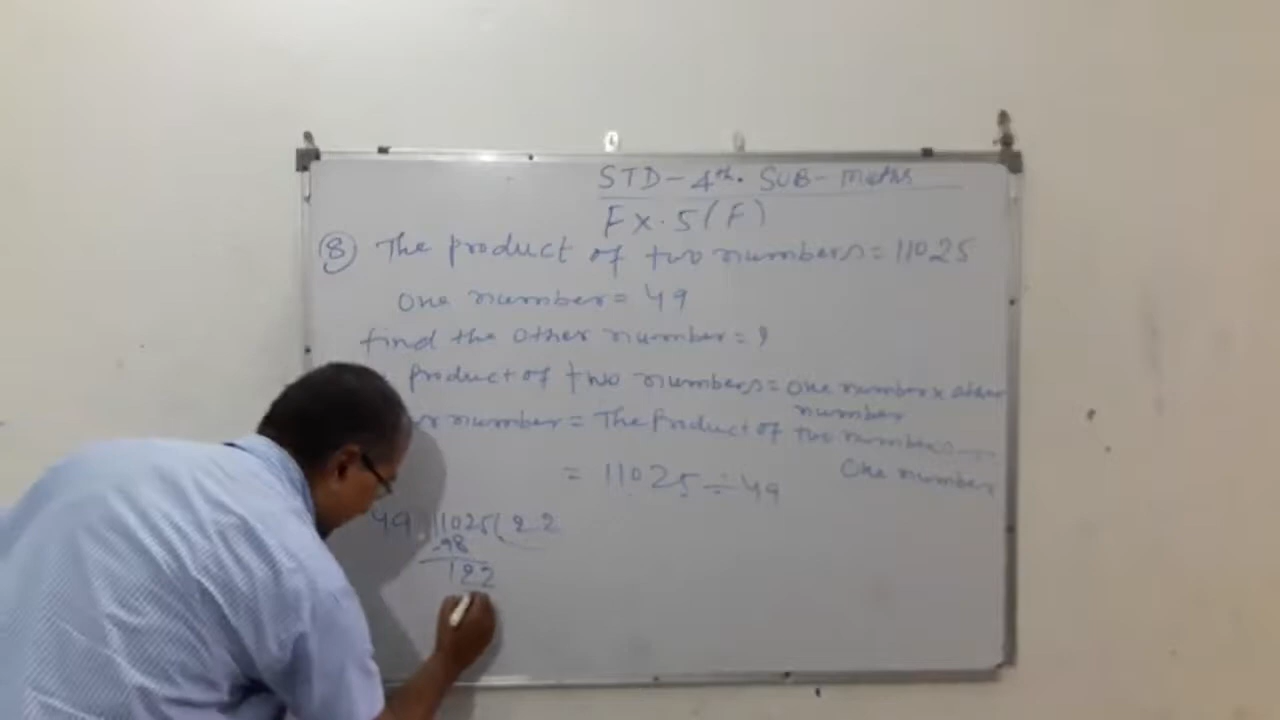 STD - 4th. SUB - Maths
Ex. 5 (F)
8 The product of two numbers = 11025
One number = 49
find the other number = ?
Product of two numbers = One number x other
number
number = The Product of two numbers
One number
= 11025 ÷ 49
49 11025 ( 22
-98
122